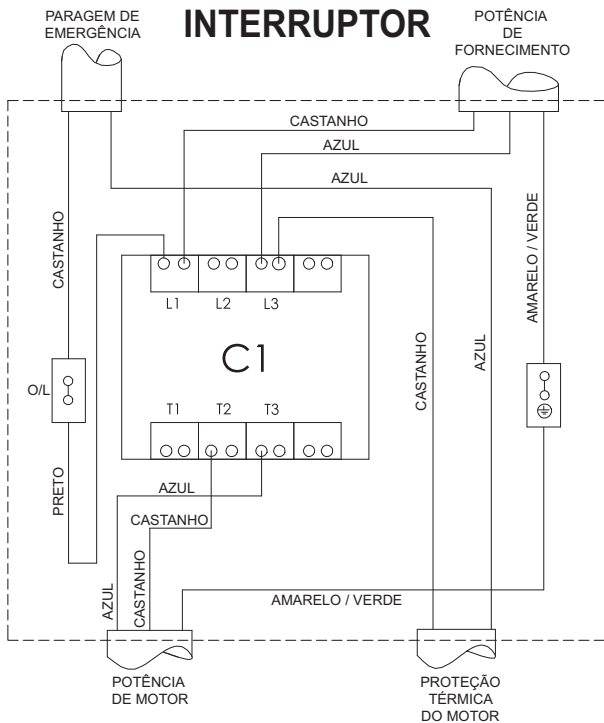 PARAGEM DE
EMERGÊNCIA
INTERRUPTOR
POTÊNCIA
DE
FORNECIMENTO
CASTANHO
AZUL
AZUL
CASTANHO
AMARELO / VERDE
L1
L2
L3
C1
CASTANHO
AZUL
O/L
T1
T2
T3
PRETO
AZUL
CASTANHO
AZUL
CASTANHO
AMARELO / VERDE
POTÊNCIA
DE MOTOR
PROTEÇÃO
TÉRMICA
DO MOTOR